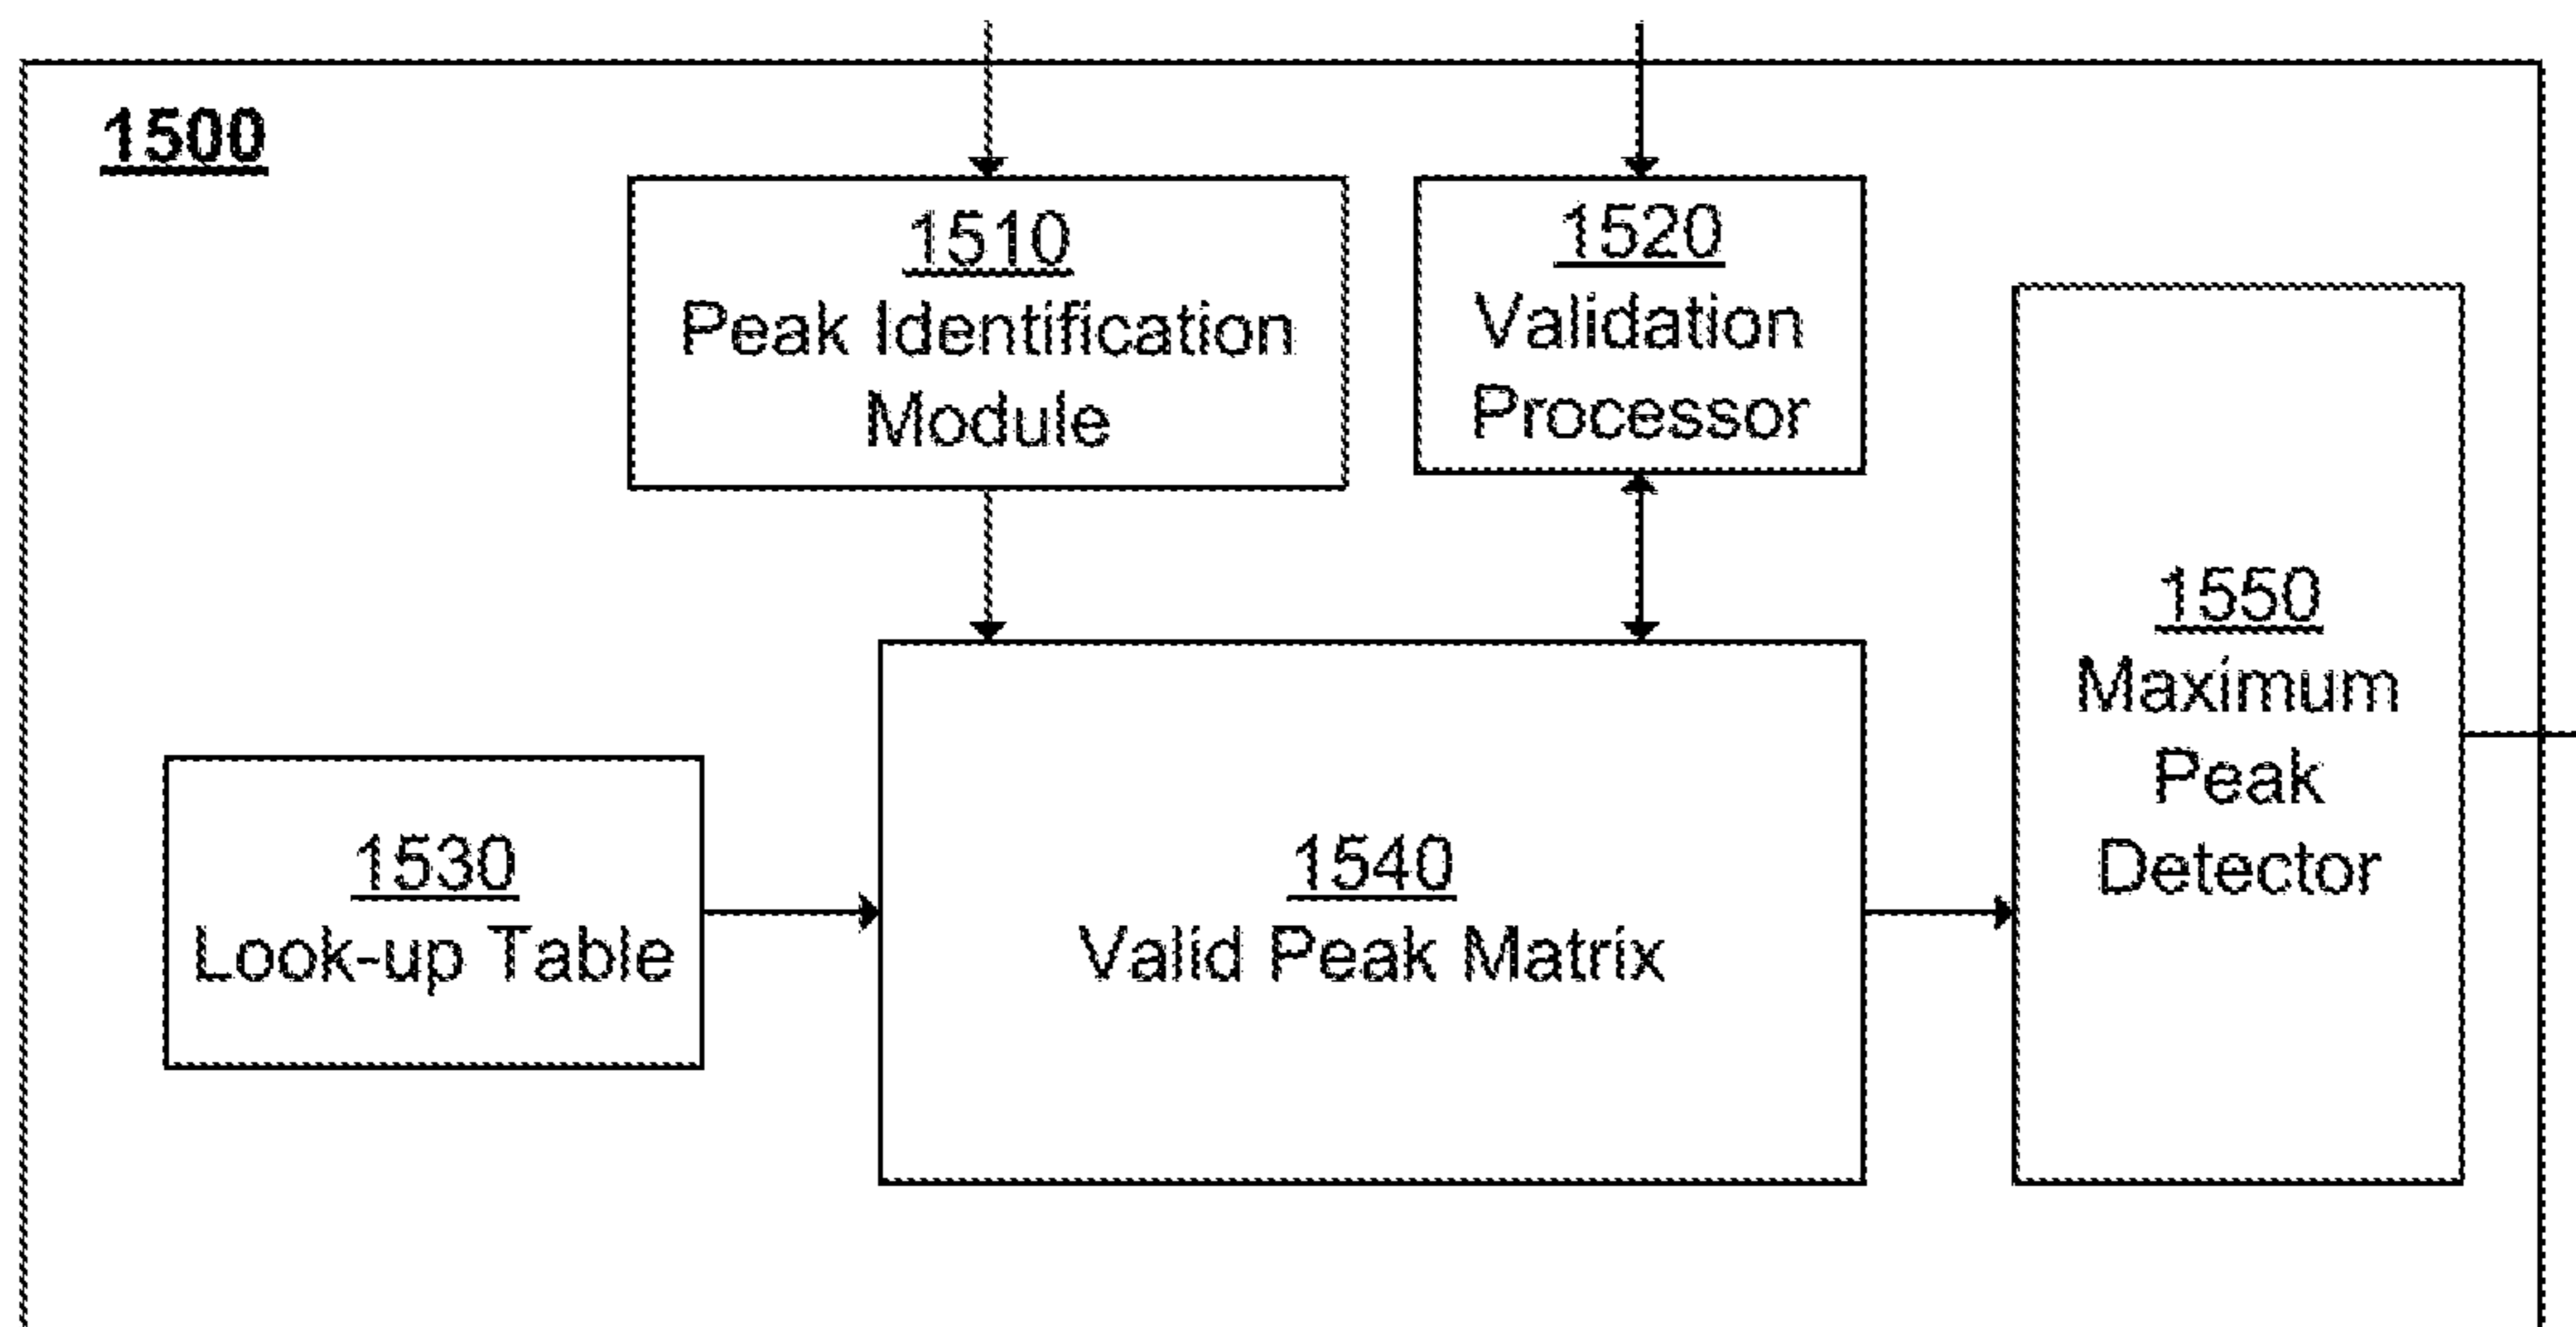 1500
1510
Peak Identification
Module
1520
Validation
Processor
1530
Look-up Table
1540
Valid Peak Matrix
1550
Maximum
Peak
Detector